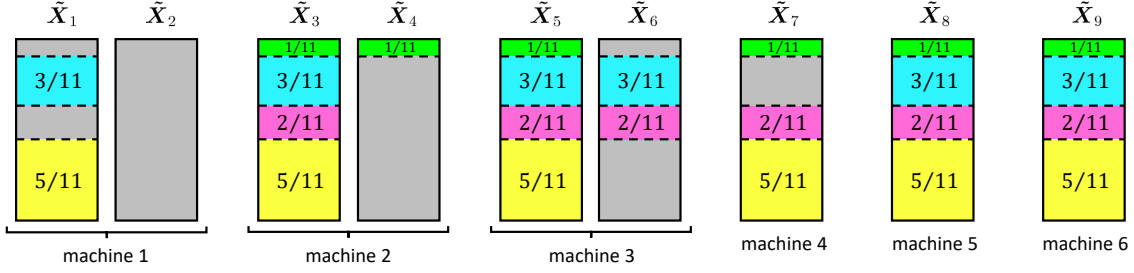 X̃₁ X̃₂ X̃₃ X̃₄ X̃₅ X̃₆ X̃₇ X̃₈ X̃₉
1/11 1/11 1/11 1/11 1/11 1/11
3/11 3/11 3/11 3/11 3/11 3/11
2/11 2/11 2/11 2/11 2/11 2/11
5/11 5/11 5/11 5/11 5/11 5/11
machine 1 machine 2 machine 3 machine 4 machine 5 machine 6